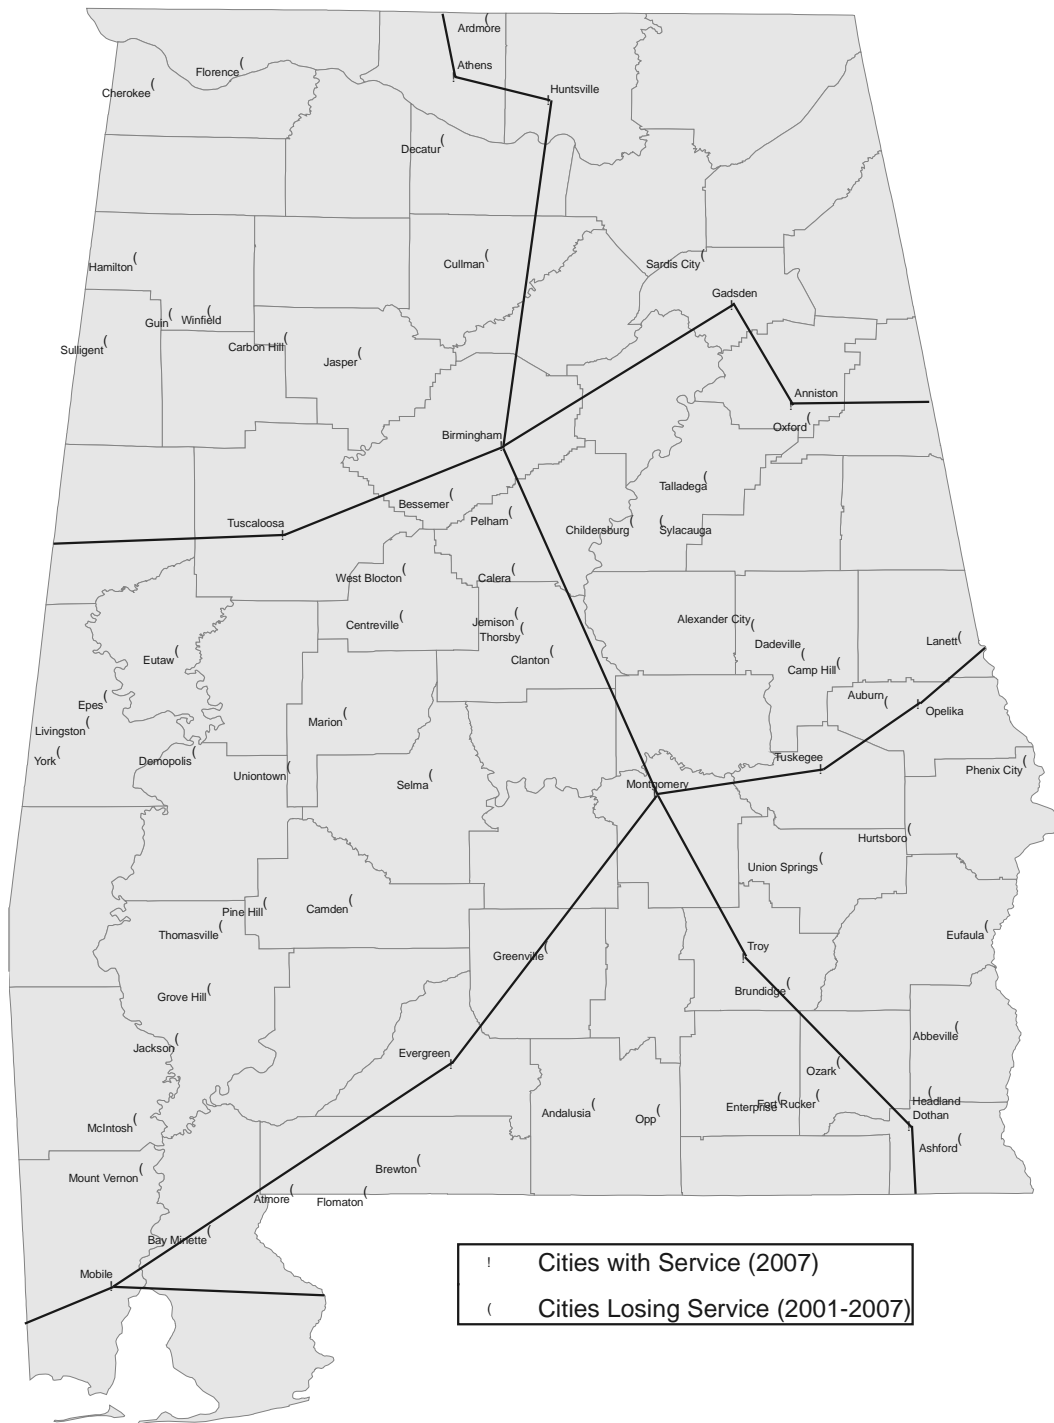 Ardmore
Athens
Florence
Cherokee
Huntsville
Decatur
Hamilton
Cullman
Sardis City
Gadsden
Guin
Winfield
Sulligent
Carbon Hill
Jasper
Anniston
Oxford
Birmingham
Talladega
Bessemer
Pelham
Tuscaloosa
Childersburg
Sylacauga
West Blocton
Calera
Centreville
Jemison
Thorsby
Alexander City
Dadeville
Lanett
Eutaw
Clanton
Camp Hill
Auburn
Epes
Opelika
Livingston
Marion
York
Demopolis
Uniontown
Tuskegee
Phenix City
Selma
Montgomery
Hurtsboro
Union Springs
Pine Hill
Camden
Thomasville
Eufaula
Greenville
Troy
Grove Hill
Brundidge
Jackson
Evergreen
Abbeville
Ozark
Headland
Andalusia
Opp
Enterprise
Fort Rucker
Dothan
McIntosh
Ashford
Mount Vernon
Brewton
Atmore
Flomaton
Bay Minette
Mobile
! Cities with Service (2007)
( Cities Losing Service (2001-2007)